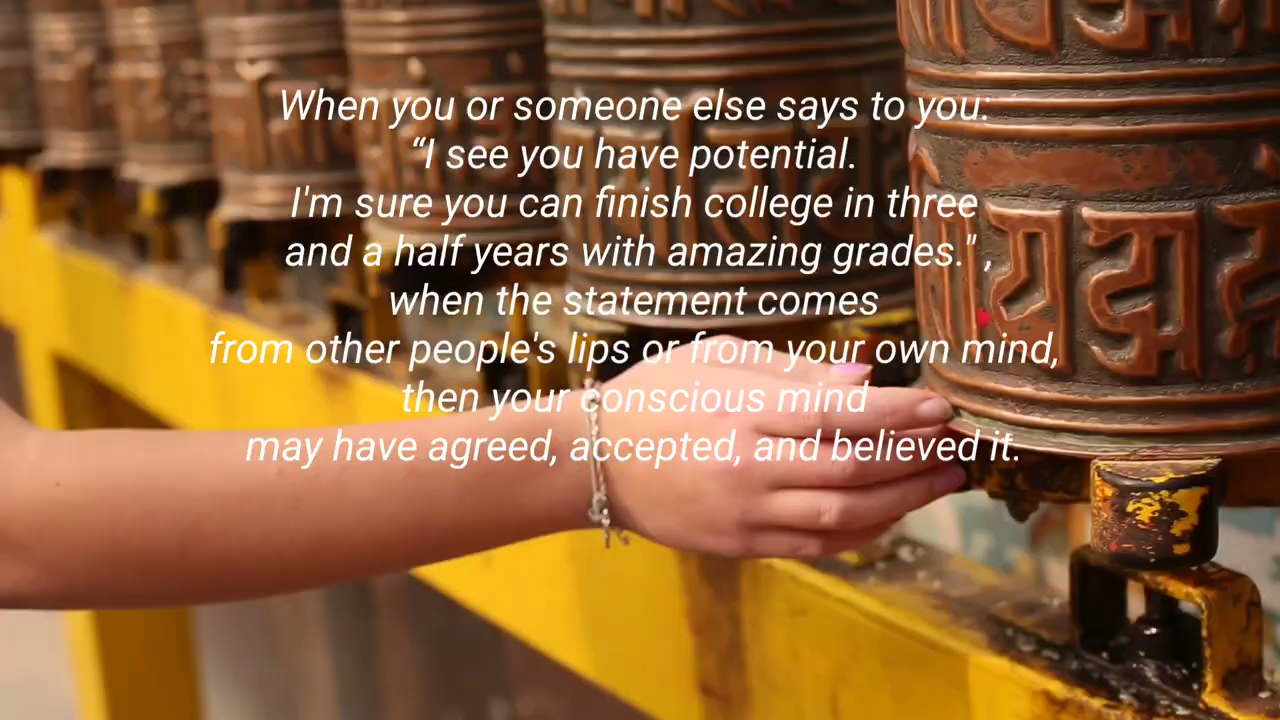 When you or someone else says to you:
“I see you have potential.
I'm sure you can finish college in three
and a half years with amazing grades." ,
when the statement comes
from other people's lips or from your own mind,
then your conscious mind
may have agreed, accepted, and believed it.